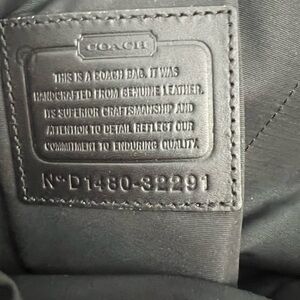 COACH
THIS IS A COACH BAG. IT WAS
HANDCRAFTED FROM GENUINE LEATHER.
ITS SUPERIOR CRAFTSMANSHIP AND
ATTENTION TO DETAIL REFLECT OUR
COMMITMENT TO ENDURING QUALITY.
Nº D1480-32291